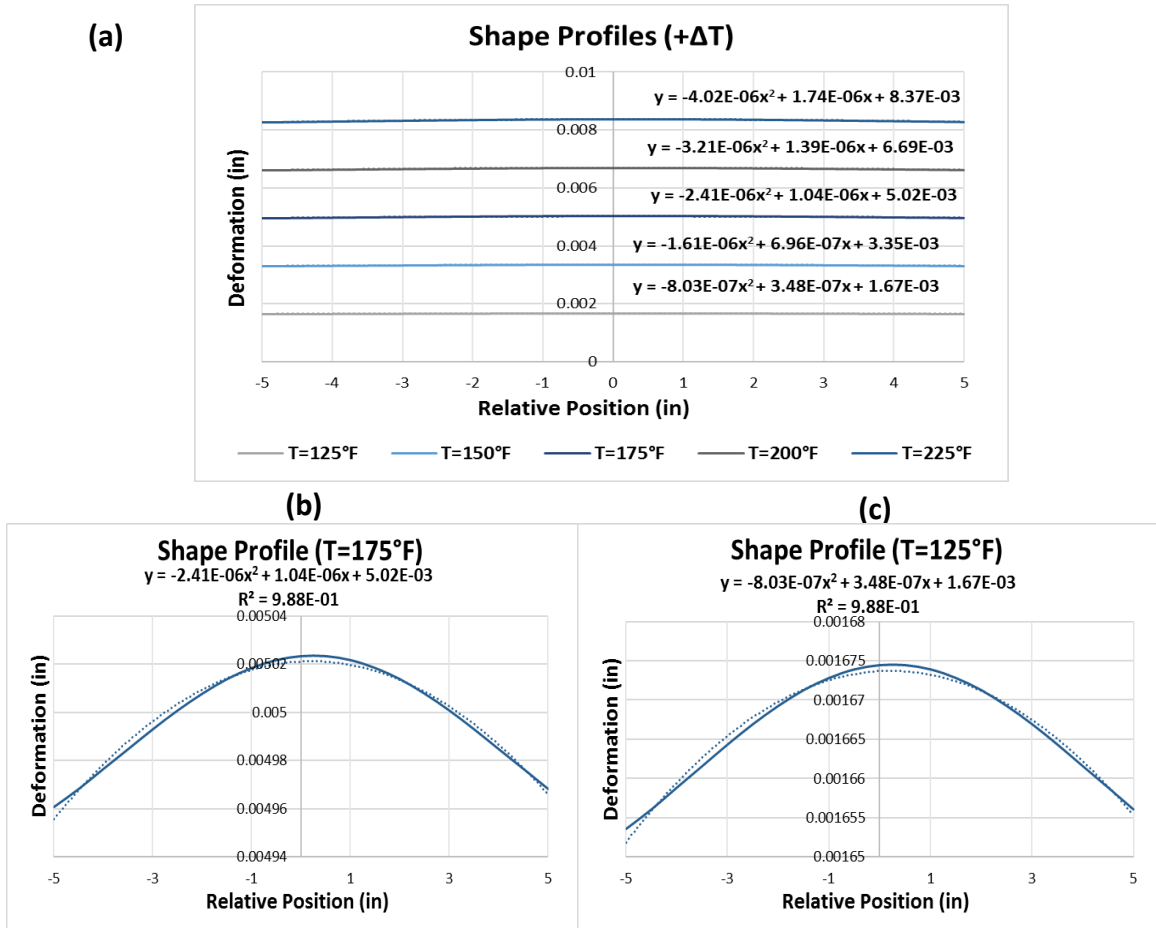 (a)
Shape Profiles (+ΔT)
0.01
0.008
0.006
0.004
0.002
0
y = -4.02E-06x² + 1.74E-06x + 8.37E-03
y = -3.21E-06x² + 1.39E-06x + 6.69E-03
y = -2.41E-06x² + 1.04E-06x + 5.02E-03
y = -1.61E-06x² + 6.96E-07x + 3.35E-03
y = -8.03E-07x² + 3.48E-07x + 1.67E-03
Deformation (in)
-5 -4 -3 -2 -1 0 1 2 3 4 5
Relative Position (in)
T=125°F T=150°F T=175°F T=200°F T=225°F
(b)
Shape Profile (T=175°F)
y = -2.41E-06x² + 1.04E-06x + 5.02E-03
R² = 9.88E-01
0.00504
0.00502
0.005
0.00498
0.00496
0.00494
Deformation (in)
-5 -3 -1 1 3 5
Relative Position (in)
(c)
Shape Profile (T=125°F)
y = -8.03E-07x² + 3.48E-07x + 1.67E-03
R² = 9.88E-01
0.00168
0.001675
0.00167
0.001665
0.00166
0.001655
0.00165
Deformation (in)
-5 -3 -1 1 3 5
Relative Position (in)